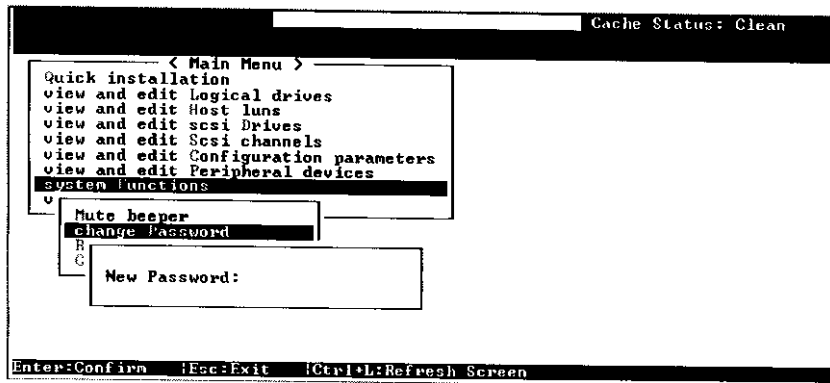 Cache Status: Clean
< Main Menu >
Quick installation
view and edit Logical drives
view and edit Host luns
view and edit scsi Drives
view and edit Scsi channels
view and edit Configuration parameters
view and edit Peripheral devices
system Functions
v
Mute beeper
change Password
R
C
New Password:
Enter:Confirm |Esc:Exit |Ctrl+L:Refresh Screen